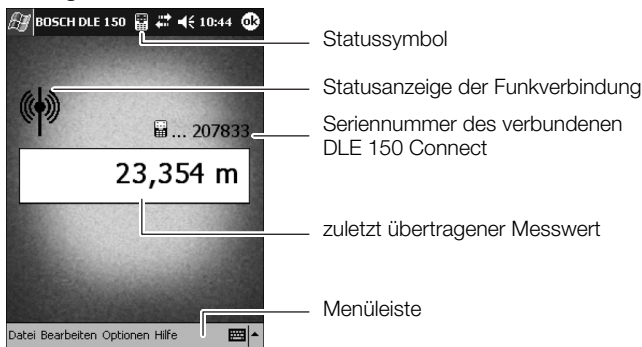 BOSCH DLE 150 10:44 ok
Statussymbol
Statusanzeige der Funkverbindung
... 207833
Seriennummer des verbundenen
DLE 150 Connect
23,354 m
zuletzt übertragener Messwert
Menüleiste
Datei Bearbeiten Optionen Hilfe